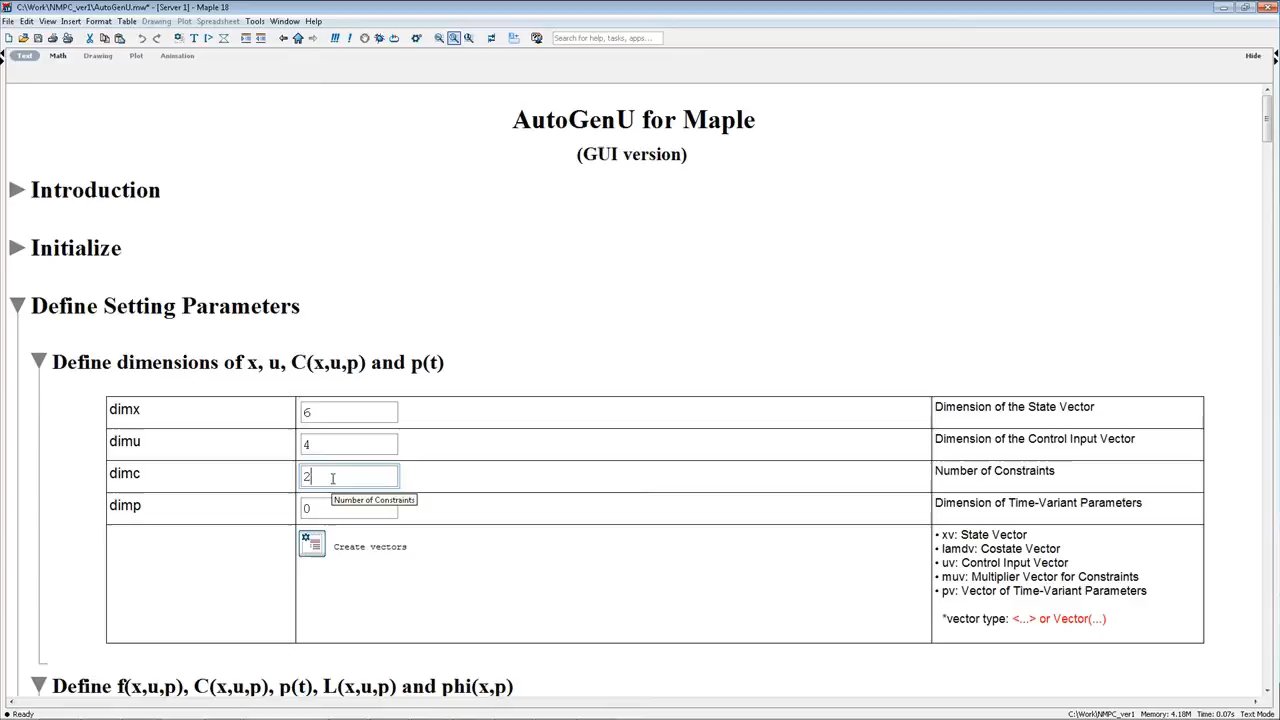 C:\Work\NMPC_ver1\AutoGenU.mw* - [Server 1] - Maple 18
File Edit View Insert Format Table Drawing Plot Spreadsheet Tools Window Help
Search for help, tasks, apps...
Text Math Drawing Plot Animation Hide
AutoGenU for Maple
(GUI version)
Introduction
Initialize
Define Setting Parameters
Define dimensions of x, u, C(x,u,p) and p(t)
dimx 6 Dimension of the State Vector
dimu 4 Dimension of the Control Input Vector
dimc 2 Number of Constraints
Number of Constraints
dimp 0 Dimension of Time-Variant Parameters
Create vectors
• xv: State Vector
• lamdv: Costate Vector
• uv: Control Input Vector
• muv: Multiplier Vector for Constraints
• pv: Vector of Time-Variant Parameters
*vector type: <...> or Vector(...)
Define f(x,u,p), C(x,u,p), p(t), L(x,u,p) and phi(x,p)
Ready C:\Work\NMPC_ver1 Memory: 4.18M Time: 0.07s Text Mode